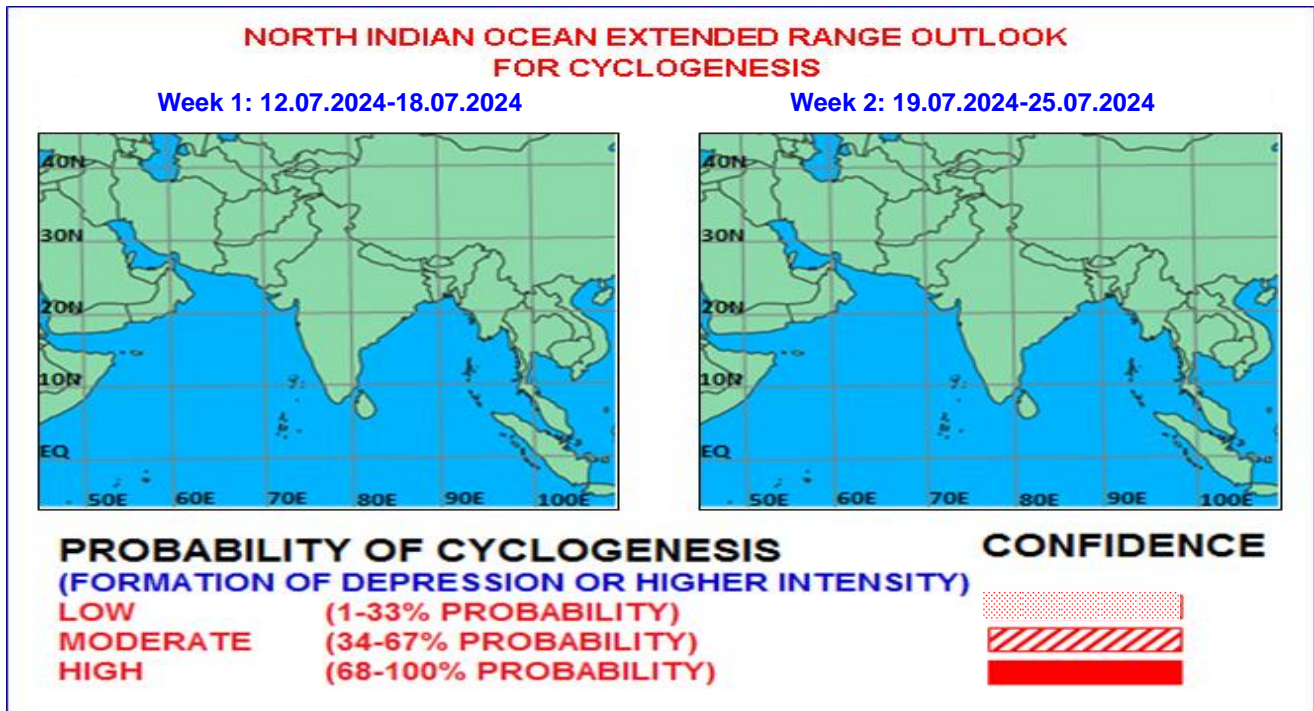 NORTH INDIAN OCEAN EXTENDED RANGE OUTLOOK
FOR CYCLOGENESIS
Week 1: 12.07.2024-18.07.2024
40N
30N
20N
10N
EQ
50E 60E 70E 80E 90E 100E
Week 2: 19.07.2024-25.07.2024
40N
30N
20N
10N
EQ
50E 60E 70E 80E 90E 100E
PROBABILITY OF CYCLOGENESIS
(FORMATION OF DEPRESSION OR HIGHER INTENSITY)
CONFIDENCE
LOW (1-33% PROBABILITY)
MODERATE (34-67% PROBABILITY)
HIGH (68-100% PROBABILITY)